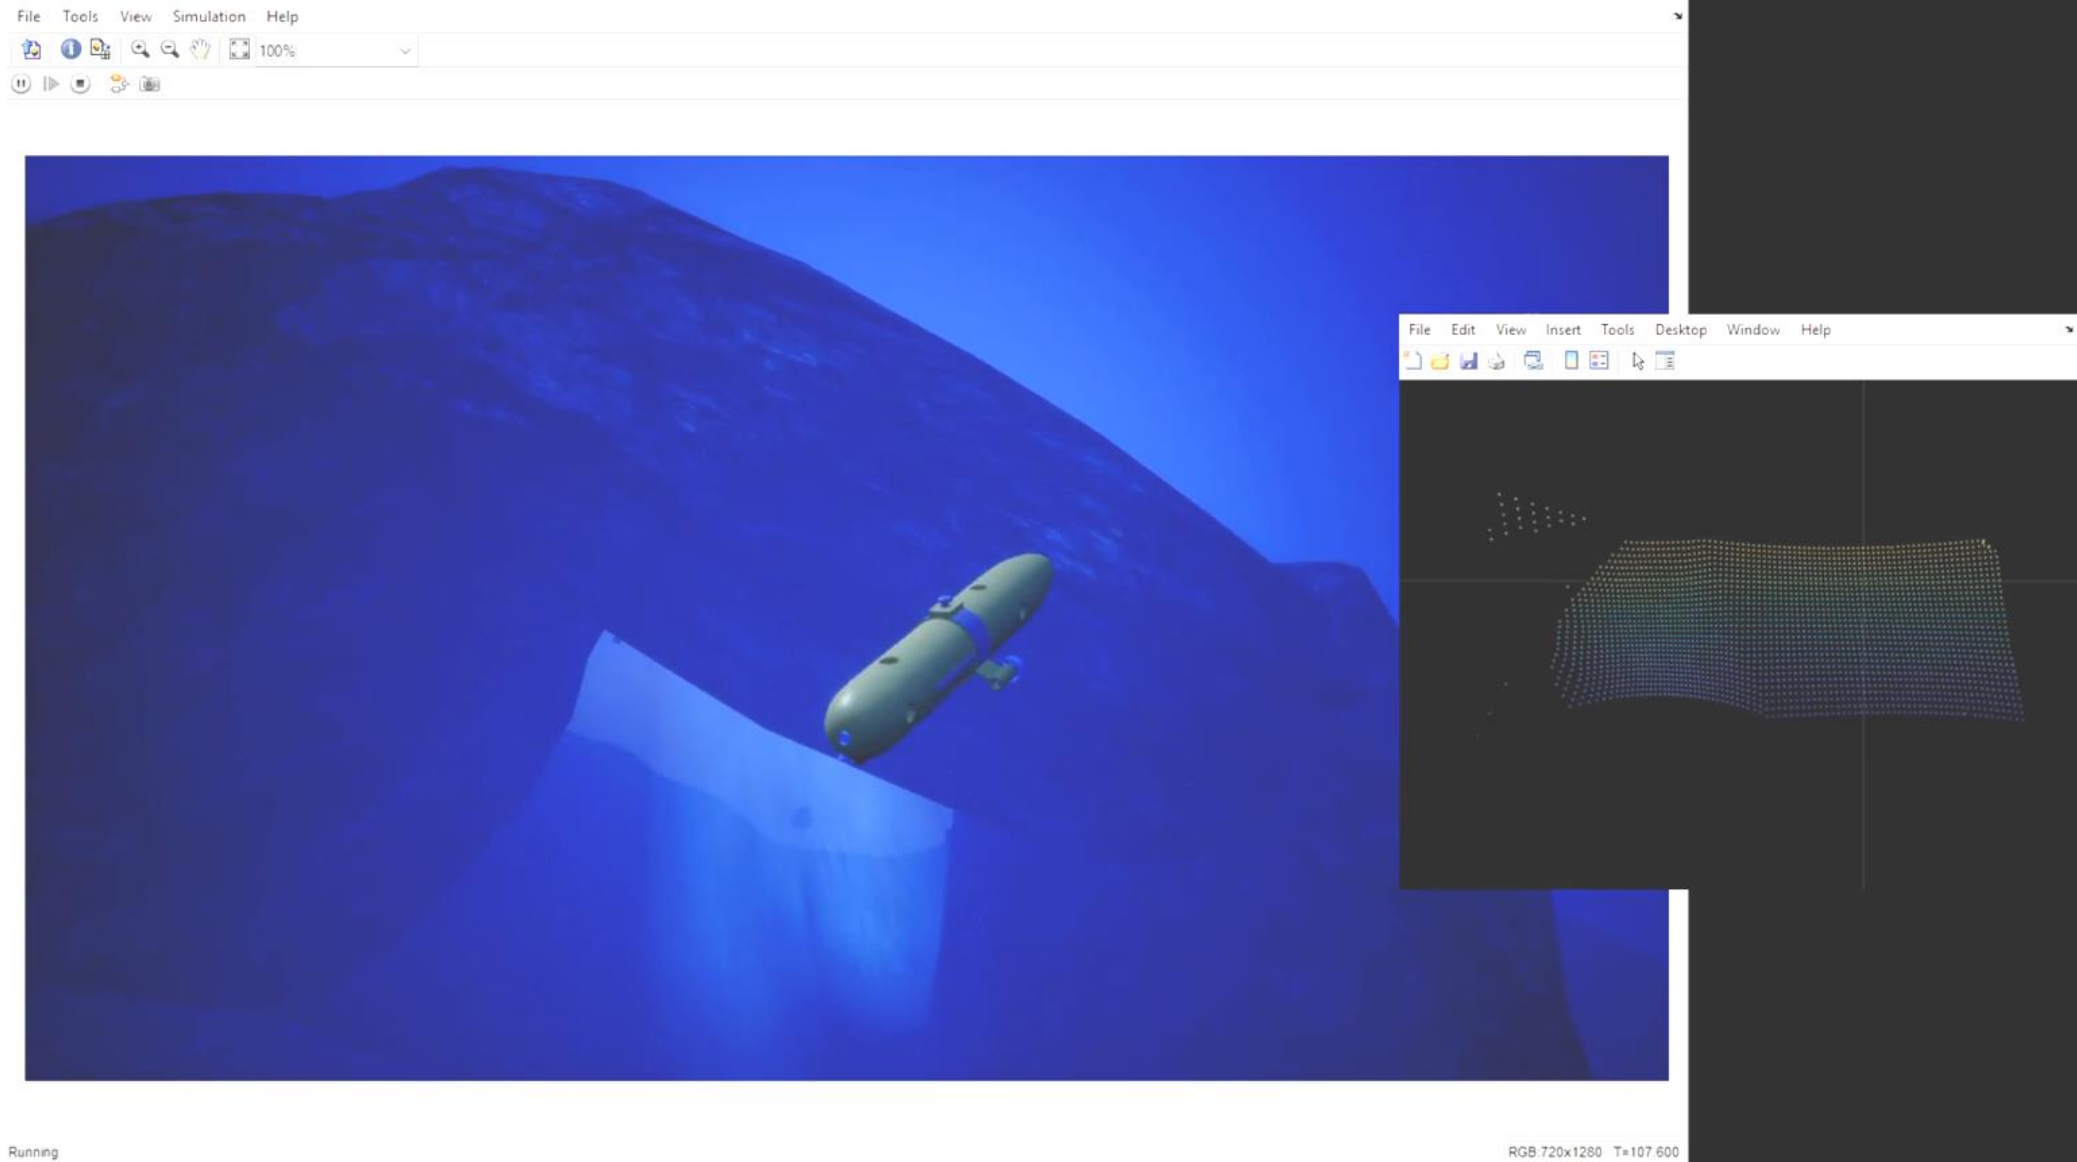 File Tools View Simulation Help
100%
File Edit View Insert Tools Desktop Window Help
Running
RGB:720x1280 T=107.600